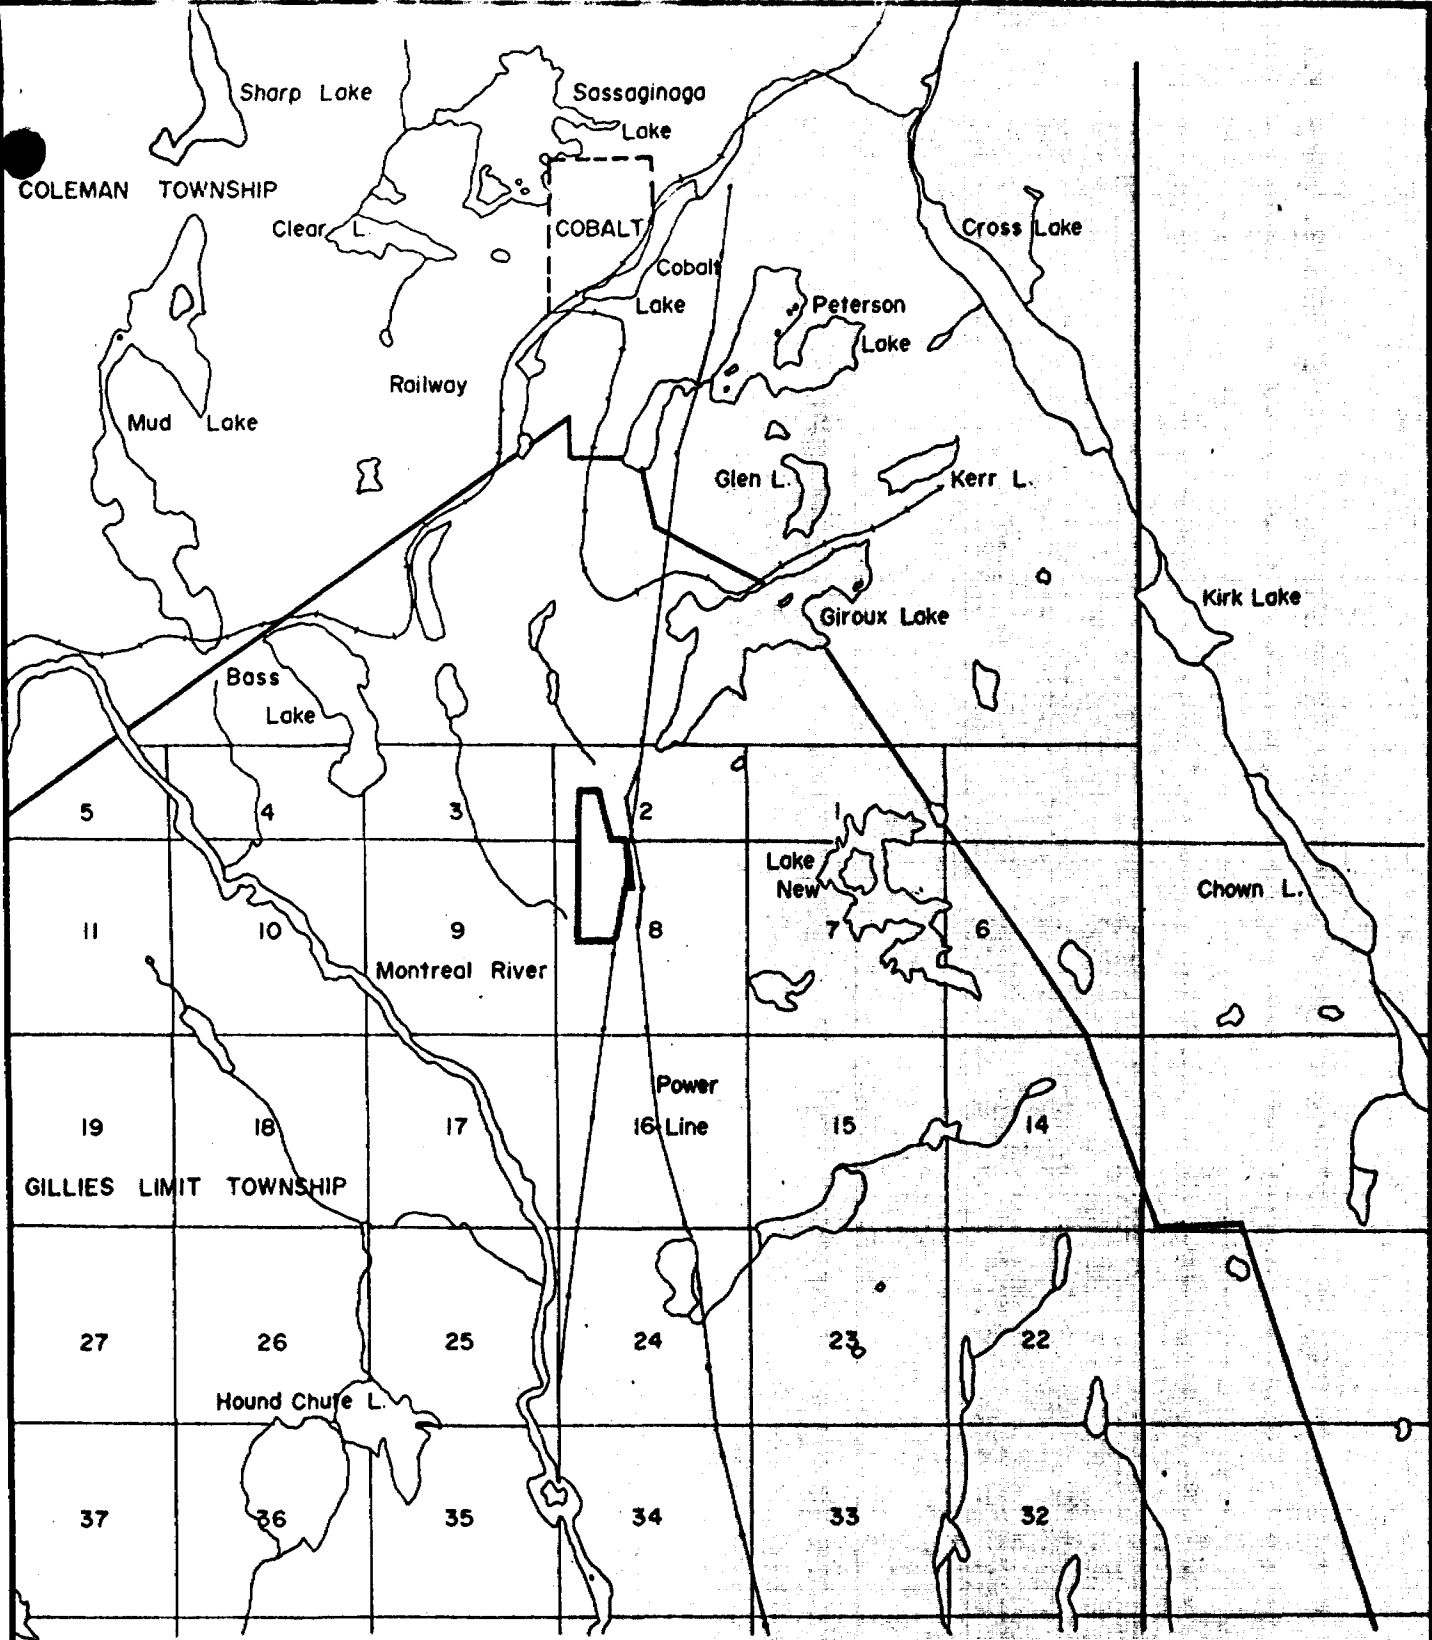 Sharp Lake
Sassaginaga
Lake
COLEMAN TOWNSHIP
Clear L.
COBALT
Cross Lake
Cobalt
Lake
Peterson
Lake
Railway
Mud Lake
Glen L.
Kerr L.
Kirk Lake
Giroux Lake
Bass
Lake
5
4
3
2
1
Lake
New
Chown L.
11
10
9
8
7
6
Montreal River
Power
Line
19
18
17
16
15
14
GILLIES LIMIT TOWNSHIP
27
26
25
24
23
22
Hound Chute L.
37
36
35
34
33
32